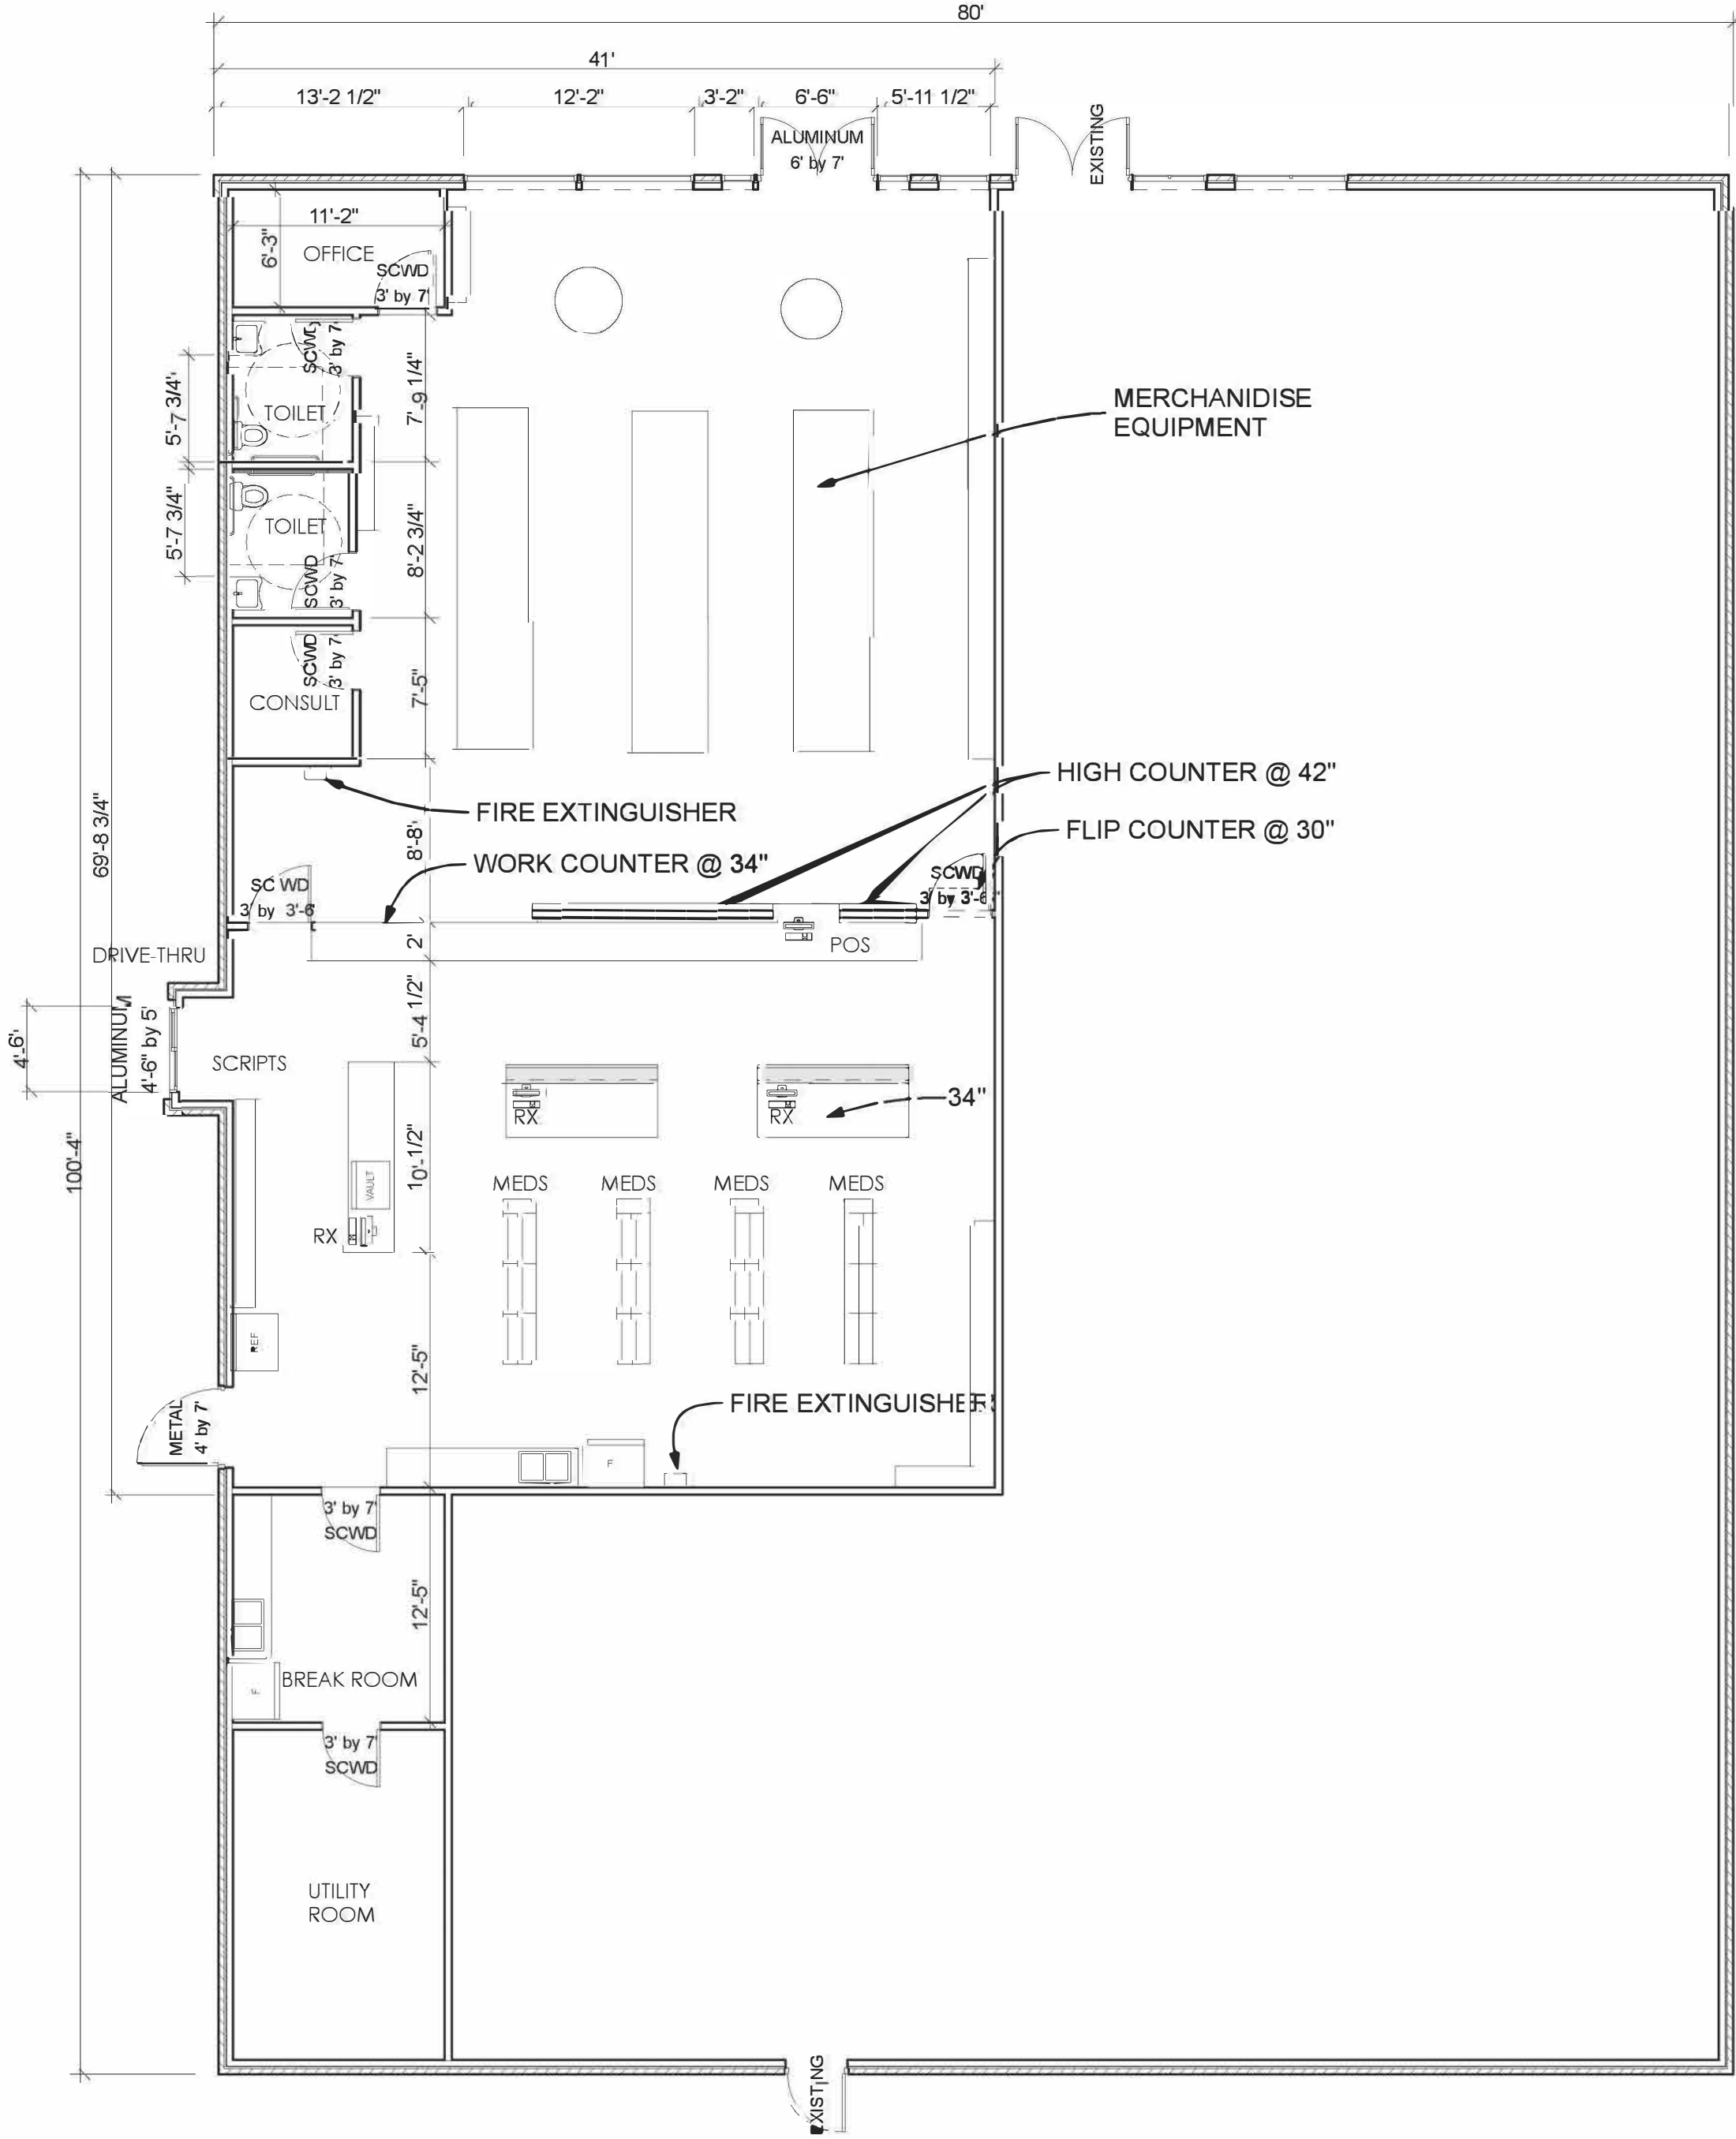 80'
41'
13'-2 1/2"
12'-2"
3'-2"
6'-6"
5'-11 1/2"
ALUMINUM
6' by 7'
EXISTING
11'-2"
6'-3"
OFFICE
SCWD
3' by 7'
SCWD
3' by 7'
TOILET
5'-7 3/4"
7'-9 1/4"
MERCHANIDISE
EQUIPMENT
TOILET
5'-7 3/4"
8'-2 3/4"
SCWD
3' by 7'
SCWD
3' by 7'
CONSULT
7'-5"
HIGH COUNTER @ 42"
FIRE EXTINGUISHER
FLIP COUNTER @ 30"
69'-8 3/4"
8'-8"
WORK COUNTER @ 34"
SC WD
3' by 3'-6"
SCWD
3' by 3'-6"
DRIVE-THRU
2'
POS
ALUMINUM
4'-6" by 5'
4'-6"
5'-4 1/2"
SCRIPTS
34"
RX
RX
100'-4"
10'-1/2"
VAULT
MEDS
MEDS
MEDS
MEDS
RX
REF
12'-5"
METAL
4' by 7'
FIRE EXTINGUISHER
F
3' by 7'
SCWD
12'-5"
BREAK ROOM
F
3' by 7'
SCWD
UTILITY
ROOM
EXISTING